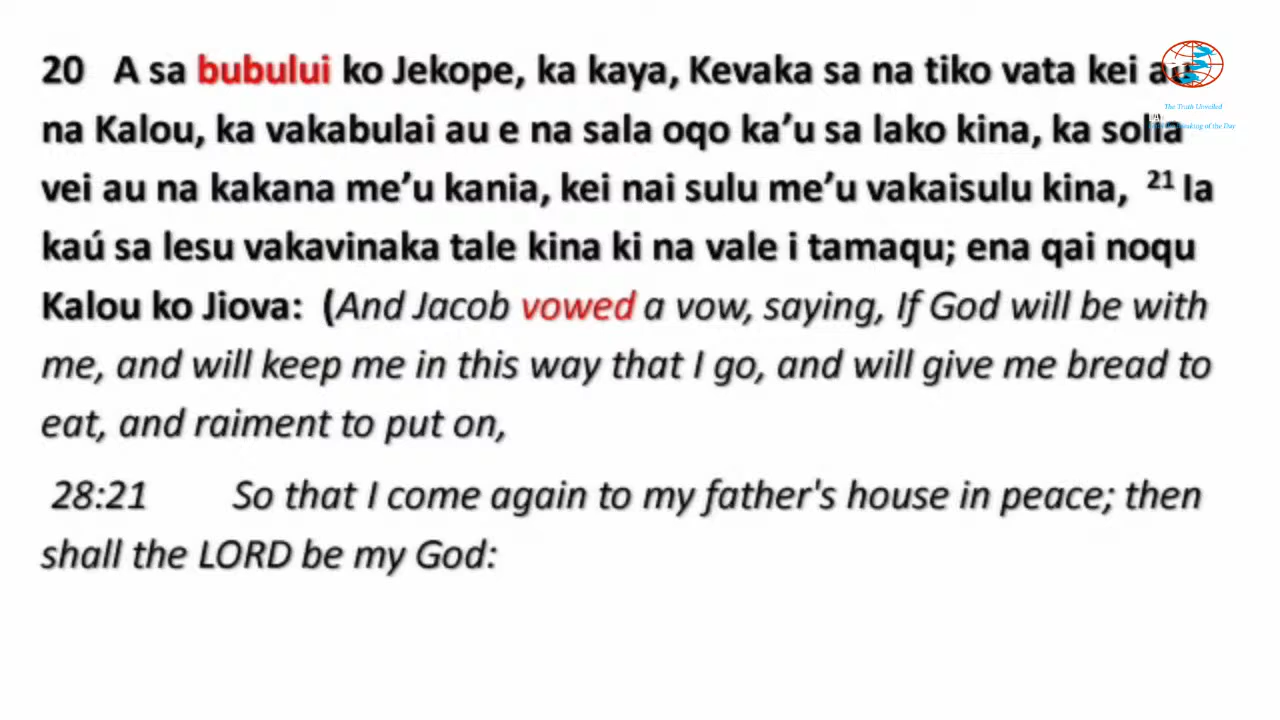 20 A sa bubului ko Jekope, ka kaya, Kevaka sa na tiko vata kei au
na Kalou, ka vakabulai au e na sala oqo ka’u sa lako kina, ka solia
vei au na kakana me’u kania, kei nai sulu me’u vakaisulu kina, 21 Ia
kaú sa lesu vakavinaka tale kina ki na vale i tamaqu; ena qai noqu
Kalou ko Jiova: (And Jacob vowed a vow, saying, If God will be with
me, and will keep me in this way that I go, and will give me bread to
eat, and raiment to put on,
28:21 So that I come again to my father's house in peace; then
shall the LORD be my God:
The Truth Unveiled
of the Day